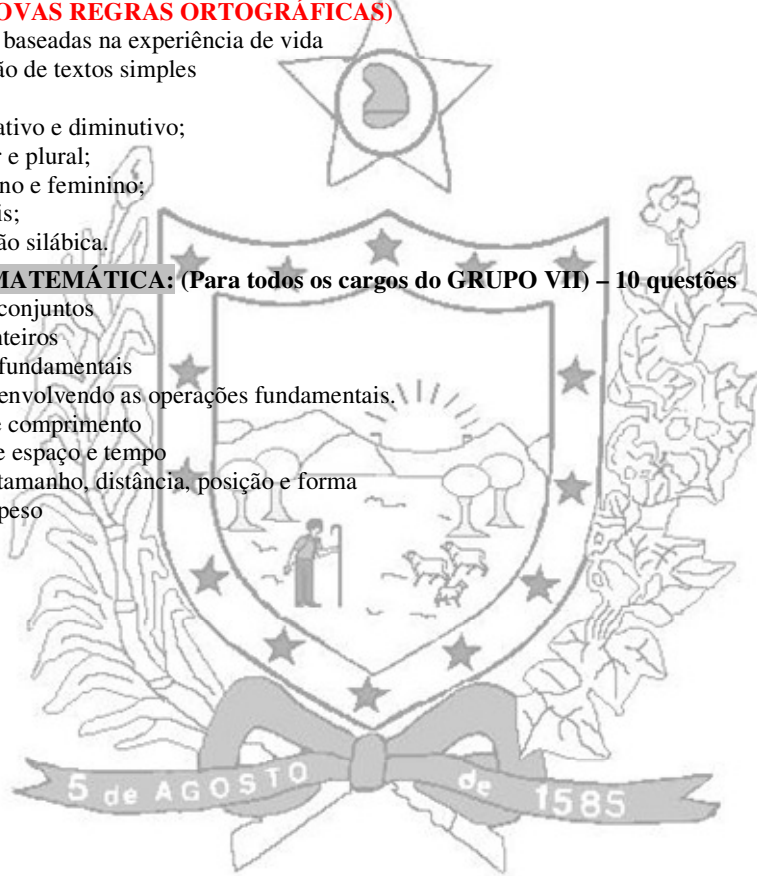 OVAS REGRAS ORTOGRÁFICAS)
baseadas na experiência de vida
ão de textos simples
ativo e diminutivo;
r e plural;
no e feminino;
is;
ão silábica.
MATEMÁTICA: (Para todos os cargos do GRUPO VII) – 10 questões
conjuntos
nteiros
fundamentais
envolvendo as operações fundamentais.
e comprimento
e espaço e tempo
tamanho, distância, posição e forma
peso
5 de AGOSTO de 1585